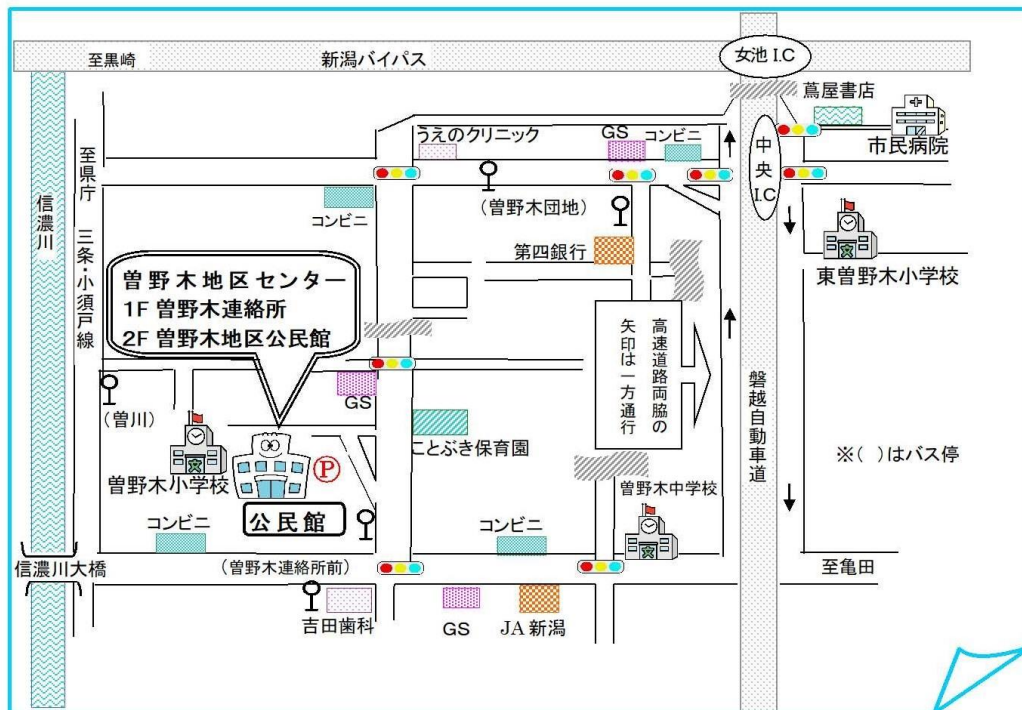 至黒崎
新潟バイパス
女池 I.C
蔦屋書店
うえのクリニック
GS
コンビニ
中央I.C
市民病院
至県庁
三条・小須戸線
信濃川
コンビニ
(曽野木団地)
第四銀行
東曽野木小学校
曽野木地区センター
1F 曽野木連絡所
2F 曽野木地区公民館
高速道路両脇の
矢印は一方通行
磐越自動車道
GS
(曽川)
ことぶき保育園
※( )はバス停
曽野木小学校
P
曽野木中学校
公民館
コンビニ
コンビニ
信濃川大橋
(曽野木連絡所前)
至亀田
吉田歯科
GS
JA 新潟